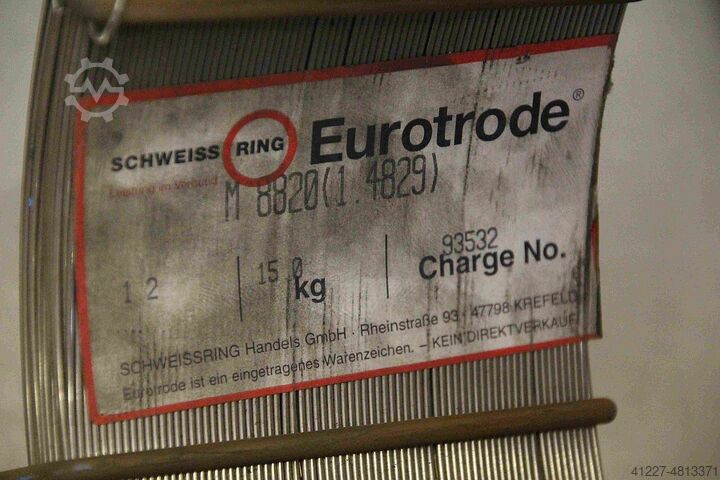 SCHWEISS RING Eurotrode®
Leistung im Verbund
M 8820(1.4829)
1 2 15,0 kg 93532 Charge No.
SCHWEISSRING Handels GmbH · Rheinstraße 93 · 47798 KREFELD
Eurotrode ist ein eingetragenes Warenzeichen. – KEIN DIREKTVERKAUF
41227-4813371